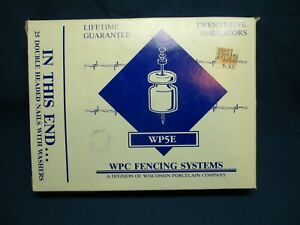 LIFETIME
GUARANTEE
TWENTY-FIVE
INSULATORS
WP5E
WPC FENCING SYSTEMS
A DIVISION OF WISCONSIN PORCELAIN COMPANY
IN THIS END....
25 DOUBLE HEADED NAILS WITH WASHERS